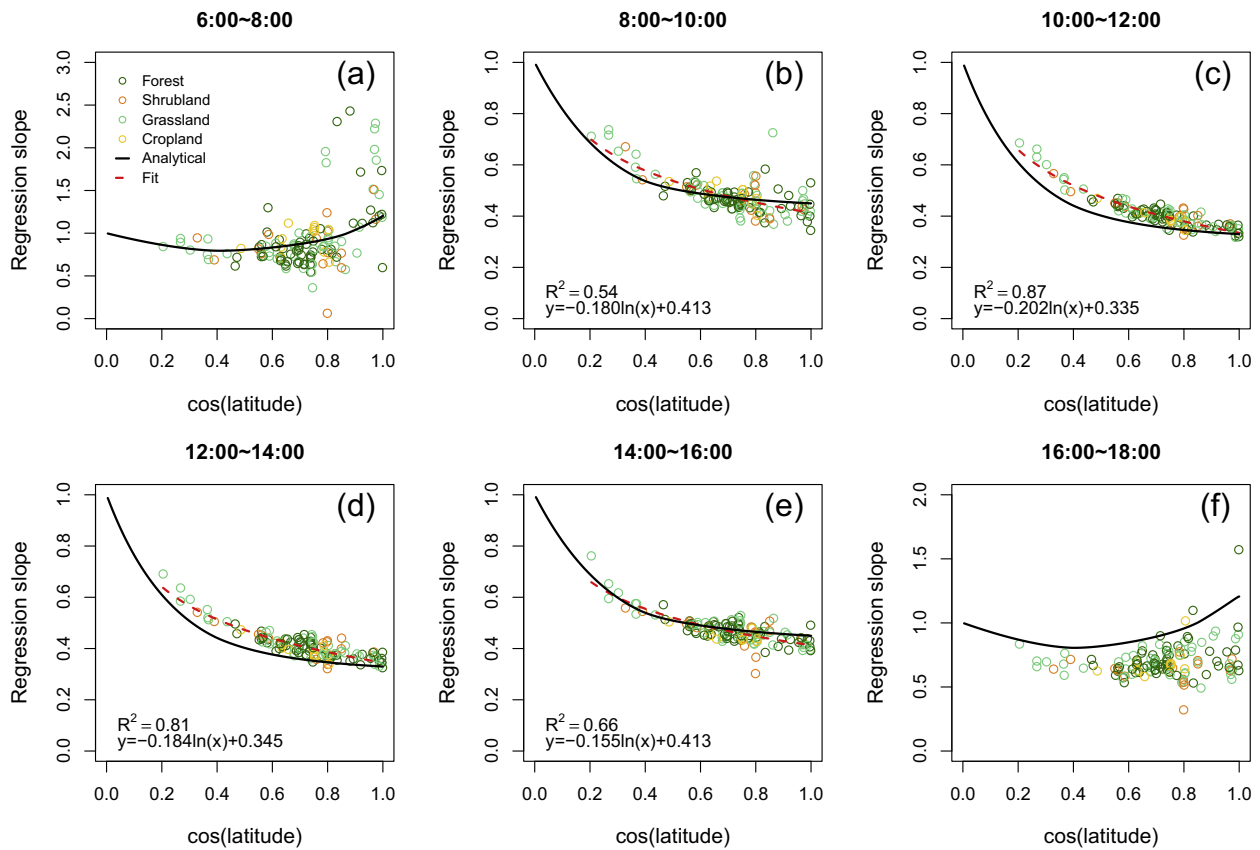 6:00~8:00
(a)
Regression slope
3.0
2.5
2.0
1.5
1.0
0.5
0.0
Forest
Shrubland
Grassland
Cropland
Analytical
Fit
0.0 0.2 0.4 0.6 0.8 1.0
cos(latitude)
8:00~10:00
(b)
Regression slope
1.0
0.8
0.6
0.4
0.2
0.0
R² = 0.54
y=−0.180ln(x)+0.413
0.0 0.2 0.4 0.6 0.8 1.0
cos(latitude)
10:00~12:00
(c)
Regression slope
1.0
0.8
0.6
0.4
0.2
0.0
R² = 0.87
y=−0.202ln(x)+0.335
0.0 0.2 0.4 0.6 0.8 1.0
cos(latitude)
12:00~14:00
(d)
Regression slope
1.0
0.8
0.6
0.4
0.2
0.0
R² = 0.81
y=−0.184ln(x)+0.345
0.0 0.2 0.4 0.6 0.8 1.0
cos(latitude)
14:00~16:00
(e)
Regression slope
1.0
0.8
0.6
0.4
0.2
0.0
R² = 0.66
y=−0.155ln(x)+0.413
0.0 0.2 0.4 0.6 0.8 1.0
cos(latitude)
16:00~18:00
(f)
Regression slope
2.0
1.5
1.0
0.5
0.0
0.0 0.2 0.4 0.6 0.8 1.0
cos(latitude)